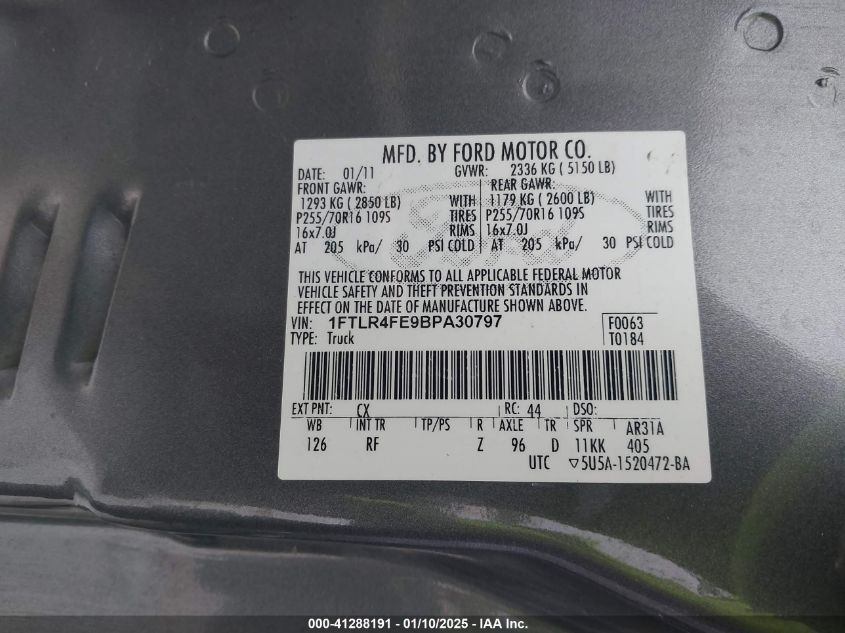 MFD. BY FORD MOTOR CO.
DATE: 01/11 GVWR: 2336 KG ( 5150 LB)
FRONT GAWR: REAR GAWR:
1293 KG ( 2850 LB) WITH 1179 KG ( 2600 LB) WITH
P255/70R16 109S TIRES P255/70R16 109S TIRES
16x7.0J RIMS 16x7.0J RIMS
AT 205 kPa/ 30 PSI COLD AT 205 kPa/ 30 PSI COLD
THIS VEHICLE CONFORMS TO ALL APPLICABLE FEDERAL MOTOR
VEHICLE SAFETY AND THEFT PREVENTION STANDARDS IN
EFFECT ON THE DATE OF MANUFACTURE SHOWN ABOVE.
VIN: 1FTLR4FE9BPA30797 F0063
TYPE: Truck T0184
EXT PNT: CX RC: 44 DSO:
WB INT TR TP/PS R AXLE TR SPR AR31A
126 RF Z 96 D 11KK 405
UTC ▽5U5A-1520472-BA
000-41288191 - 01/10/2025 - IAA Inc.